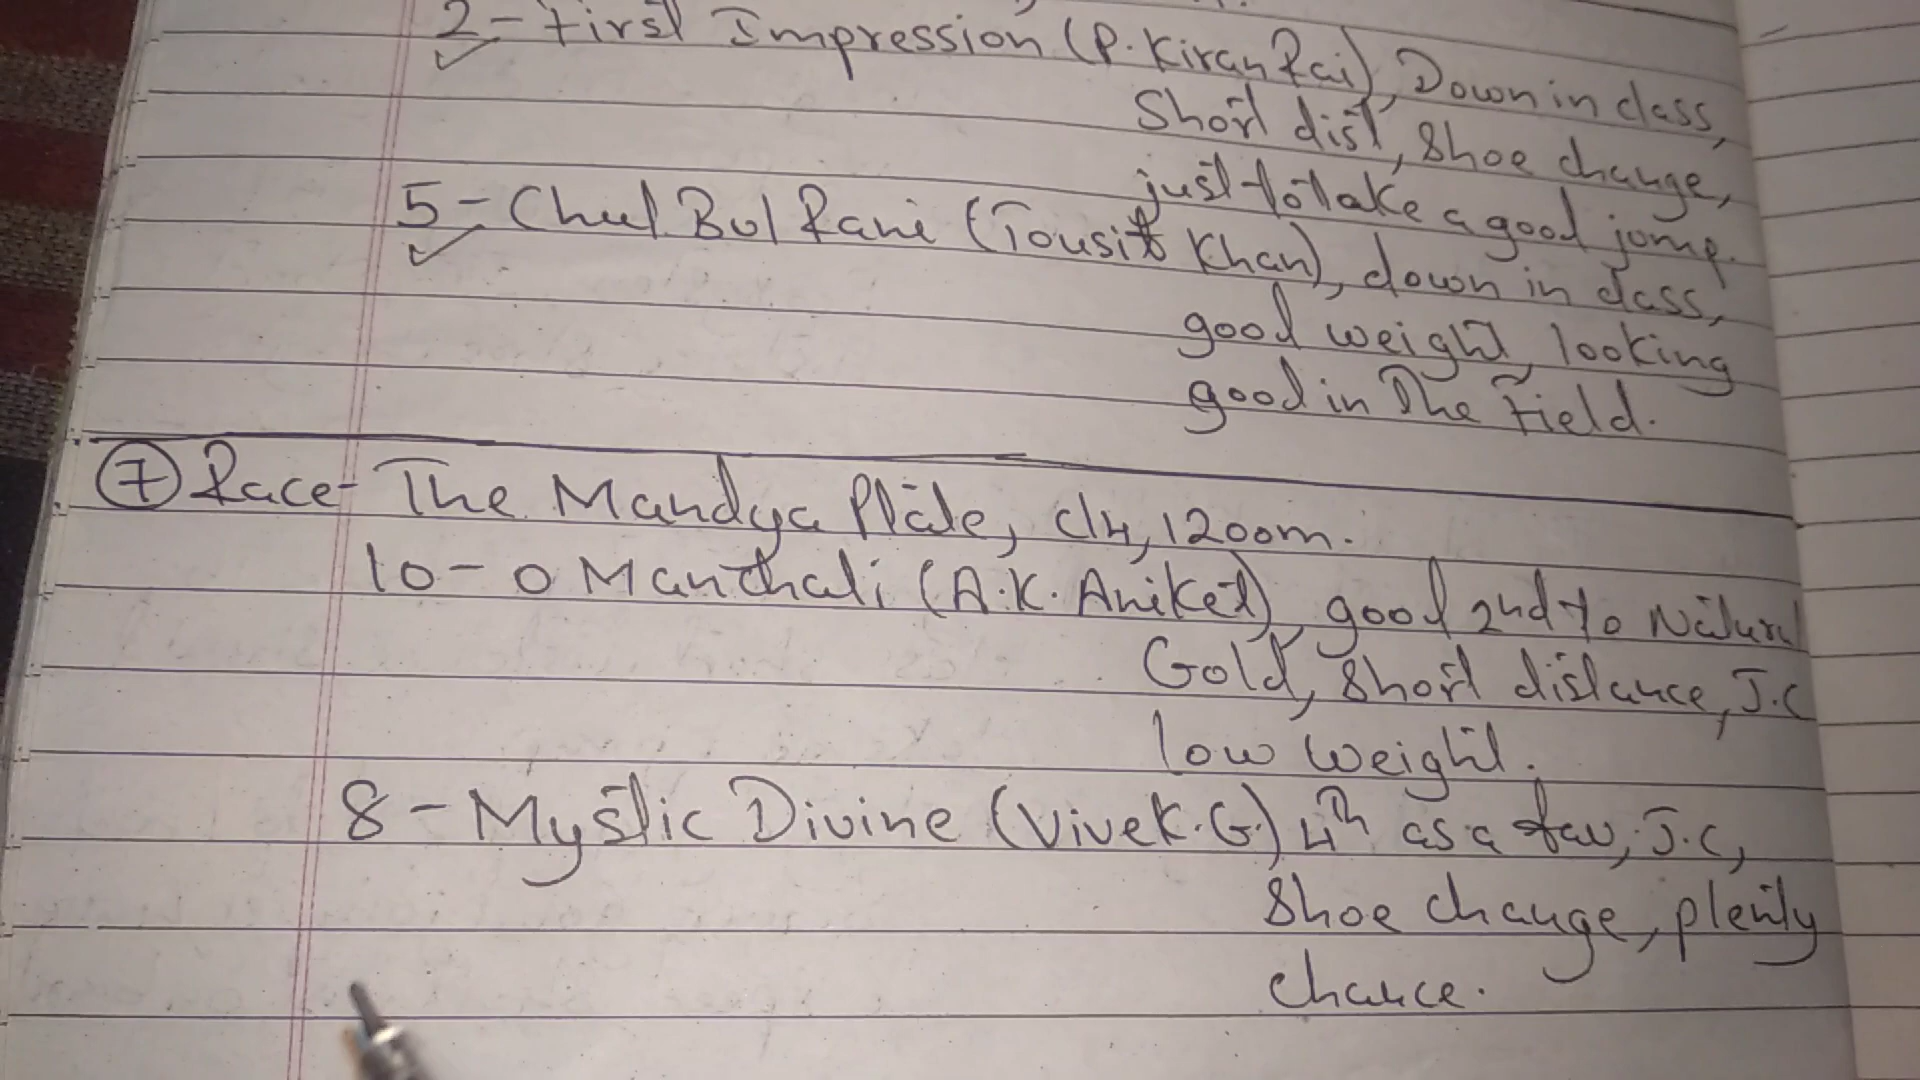 2- First Impression (P. Kiran Rai), Down in class,
Short dist, Shoe change,
just to take a good jomp.
5- Chul Bul Rani (Tousif Khan), down in class,
good weight, looking
good in The Field.
7 Race- The Mandya Plate, cl4, 1200m.
10- O Manchali (A.K. Aniket), good 2nd to Natural
Gold, Short distance, J.C
low weight.
8- Mystic Divine (Vivek. G.) 4th as a fav, J.C,
Shoe change, plenty
chance.